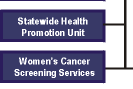 Statewide Health
Promotion Unit
Women's Cancer
Screening Services